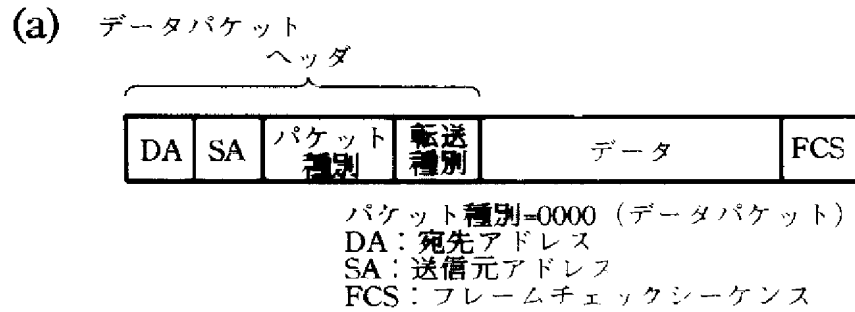 (a) データパケット
ヘッダ
DA SA パケット種別 転送種別 データ FCS
パケット種別=0000 (データパケット)
DA:宛先アドレス
SA:送信元アドレス
FCS:フレームチェックシーケンス